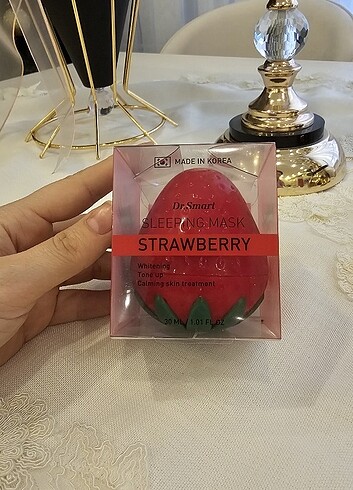 MADE IN KOREA
Dr.Smart
SLEEPING MASK
STRAWBERRY
Whitening
Tone up
Calming skin treatment
30 ML / 1.01 FL.OZ